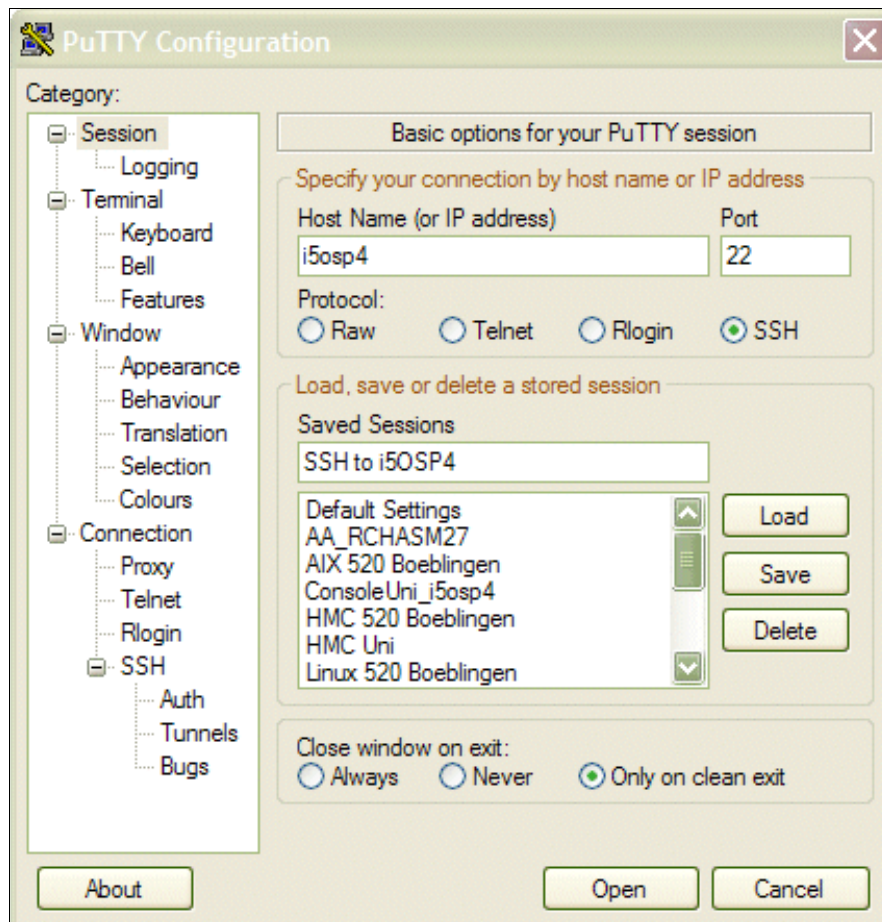 PuTTY Configuration
Category:
Session
Logging
Terminal
Keyboard
Bell
Features
Window
Appearance
Behaviour
Translation
Selection
Colours
Connection
Proxy
Telnet
Rlogin
SSH
Auth
Tunnels
Bugs
Basic options for your PuTTY session
Specify your connection by host name or IP address
Host Name (or IP address) Port
i5osp4 22
Protocol:
Raw Telnet Rlogin SSH
Load, save or delete a stored session
Saved Sessions
SSH to i5OSP4
Default Settings
AA_RCHASM27
AIX 520 Boeblingen
ConsoleUni_i5osp4
HMC 520 Boeblingen
HMC Uni
Linux 520 Boeblingen
Load
Save
Delete
Close window on exit:
Always Never Only on clean exit
About Open Cancel